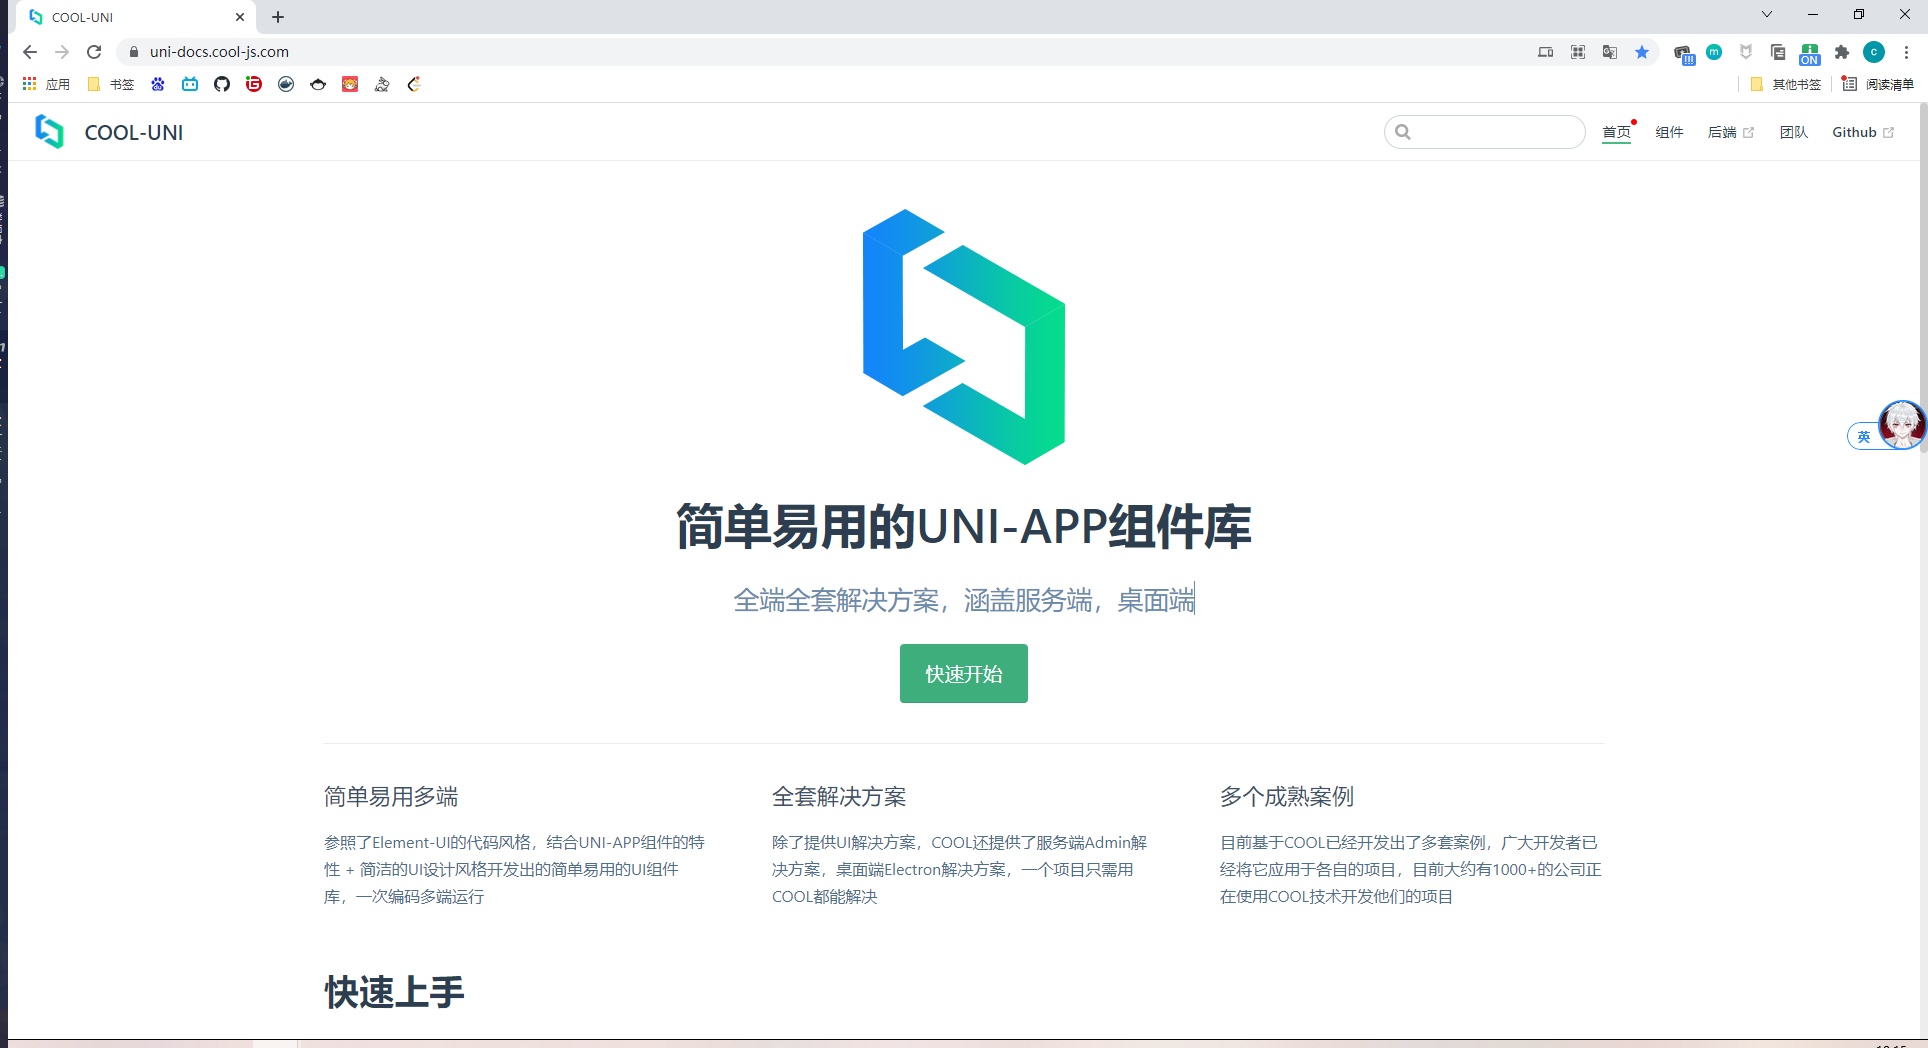 COOL-UNI
uni-docs.cool-js.com
ON
m
c
应用
书签
其他书签
阅读清单
COOL-UNI
首页
组件
后端
团队
Github
英
简单易用的UNI-APP组件库
全端全套解决方案，涵盖服务端，桌面端
快速开始
简单易用多端
参照了Element-UI的代码风格，结合UNI-APP组件的特
性 + 简洁的UI设计风格开发出的简单易用的UI组件
库，一次编码多端运行
全套解决方案
除了提供UI解决方案，COOL还提供了服务端Admin解
决方案，桌面端Electron解决方案，一个项目只需用
COOL都能解决
多个成熟案例
目前基于COOL已经开发出了多套案例，广大开发者已
经将它应用于各自的项目，目前大约有1000+的公司正
在使用COOL技术开发他们的项目
快速上手